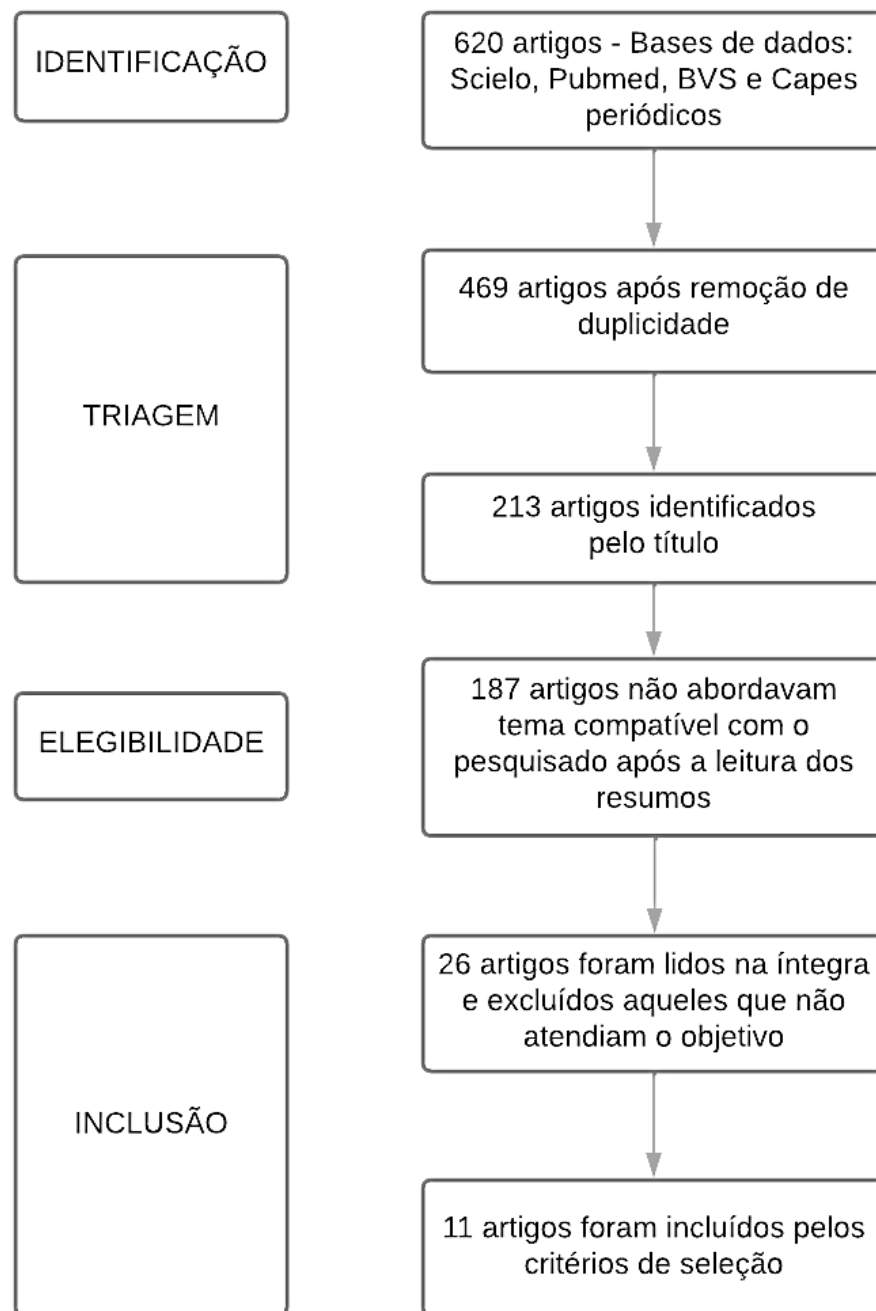 IDENTIFICAÇÃO
620 artigos - Bases de dados:
Scielo, Pubmed, BVS e Capes
periódicos
TRIAGEM
469 artigos após remoção de
duplicidade
213 artigos identificados
pelo título
ELEGIBILIDADE
187 artigos não abordavam
tema compatível com o
pesquisado após a leitura dos
resumos
INCLUSÃO
26 artigos foram lidos na íntegra
e excluídos aqueles que não
atendiam o objetivo
11 artigos foram incluídos pelos
critérios de seleção